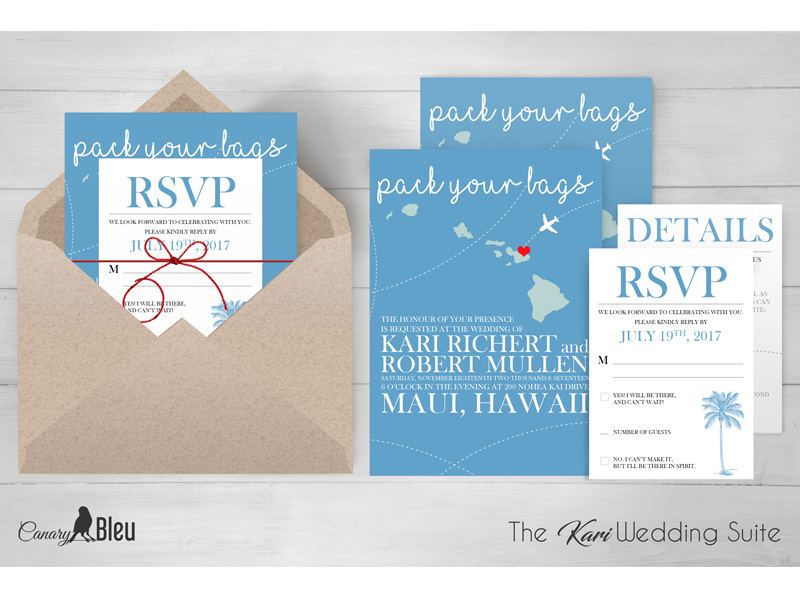 pack your bags
RSVP
WE LOOK FORWARD TO CELEBRATING WITH YOU.
PLEASE KINDLY REPLY BY
JULY 19TH, 2017
M
YES! I WILL BE THERE,
AND CAN'T WAIT!
pack your bags
pack your bags
THE HONOUR OF YOUR PRESENCE
IS REQUESTED AT THE WEDDING OF
KARI RICHERT and
ROBERT MULLEN
SATURDAY, NOVEMBER EIGHTEENTH TWO THOUSAND & SEVENTEEN
6 O'CLOCK IN THE EVENING AT 200 NOHEA KAI DRIVE
MAUI, HAWAII
DETAILS
US
AS
CAN
ITE:
OND
RSVP
WE LOOK FORWARD TO CELEBRATING WITH YOU.
PLEASE KINDLY REPLY BY
JULY 19TH, 2017
M
YES! I WILL BE THERE,
AND CAN'T WAIT!
NUMBER OF GUESTS
NO, I CAN'T MAKE IT,
BUT I'LL BE THERE IN SPIRIT.
Canary Bleu
The Kari Wedding Suite